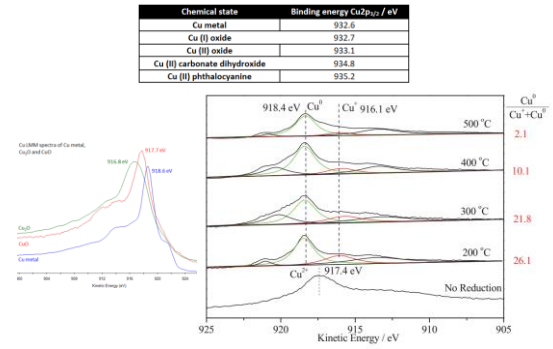 Chemical state Binding energy Cu2p3/2 / eV
Cu metal 932.6
Cu (I) oxide 932.7
Cu (II) oxide 933.1
Cu (II) carbonate dihydroxide 934.8
Cu (II) phthalocyanine 935.2
Cu LMM spectra of Cu metal,
Cu2O and CuO
917.7 eV
916.8 eV
918.6 eV
Cu2O
CuO
Cu metal
Kinetic Energy (eV)
918.4 eV Cu0 Cu+ 916.1 eV
Cu0
Cu++Cu0
500 °C
2.1
400 °C
10.1
300 °C
21.8
200 °C
26.1
Cu2+ 917.4 eV
No Reduction
925 920 915 910 905
Kinetic Energy / eV